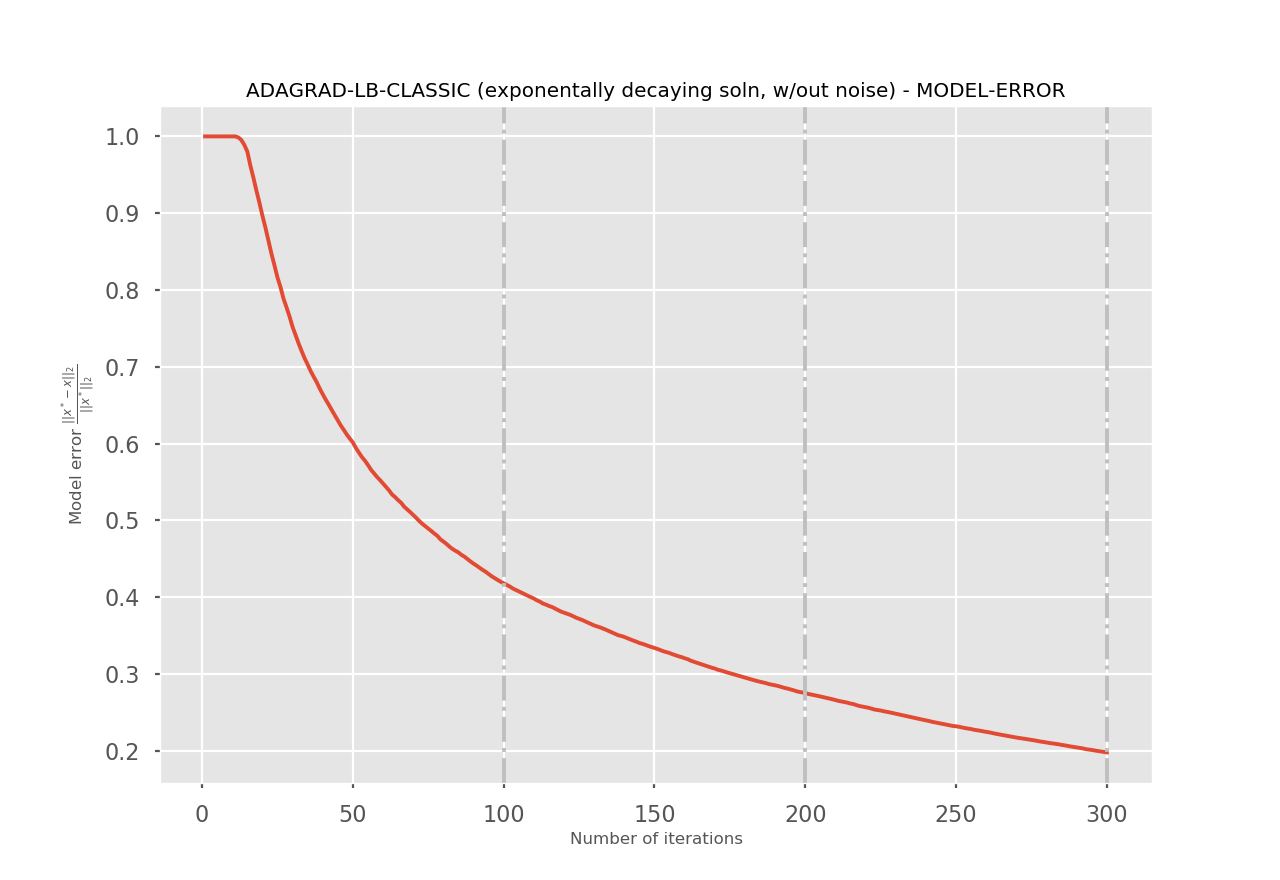 ADAGRAD-LB-CLASSIC (exponentially decaying soln, w/out noise) - MODEL-ERROR
1.0
0.9
0.8
0.7
0.6
0.5
0.4
0.3
0.2
Model error ||x* − x||₂ / ||x*||₂
0 50 100 150 200 250 300
Number of iterations